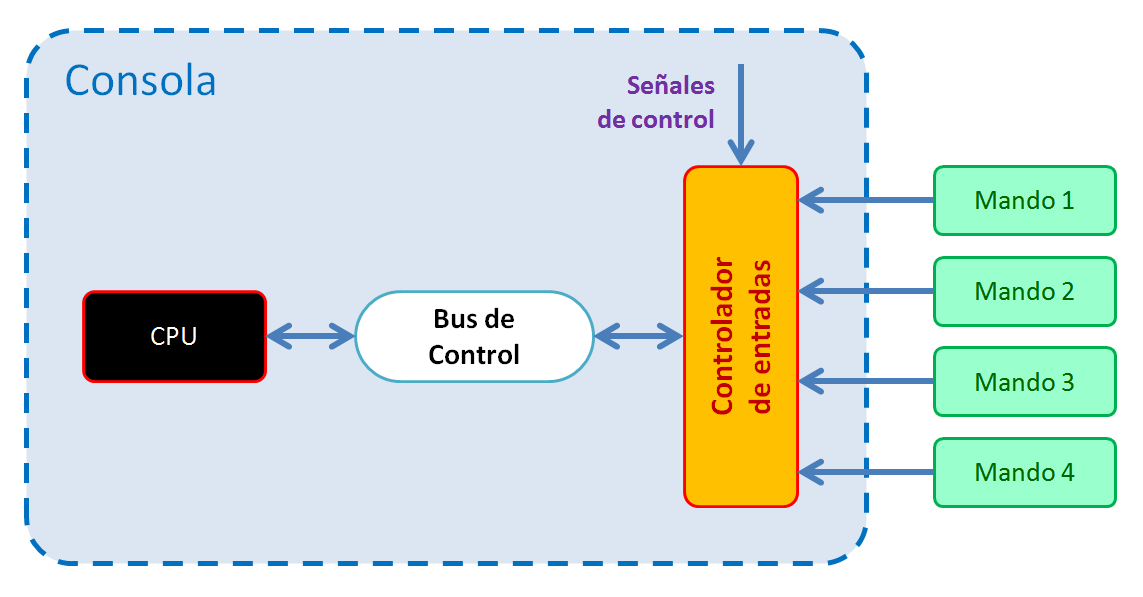 Consola
Señales
de control
Mando 1
Mando 2
CPU
Bus de
Control
Controlador
de entradas
Mando 3
Mando 4